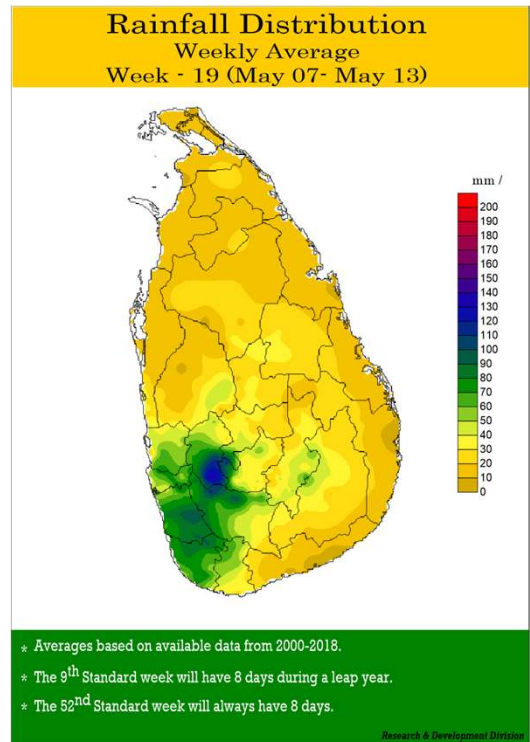 Rainfall Distribution
Weekly Average
Week - 19 (May 07- May 13)
mm /
200
190
180
170
160
150
140
130
120
110
100
90
80
70
60
50
40
30
20
10
0
* Averages based on available data from 2000-2018.
* The 9th Standard week will have 8 days during a leap year.
* The 52nd Standard week will always have 8 days.
Research & Development Division